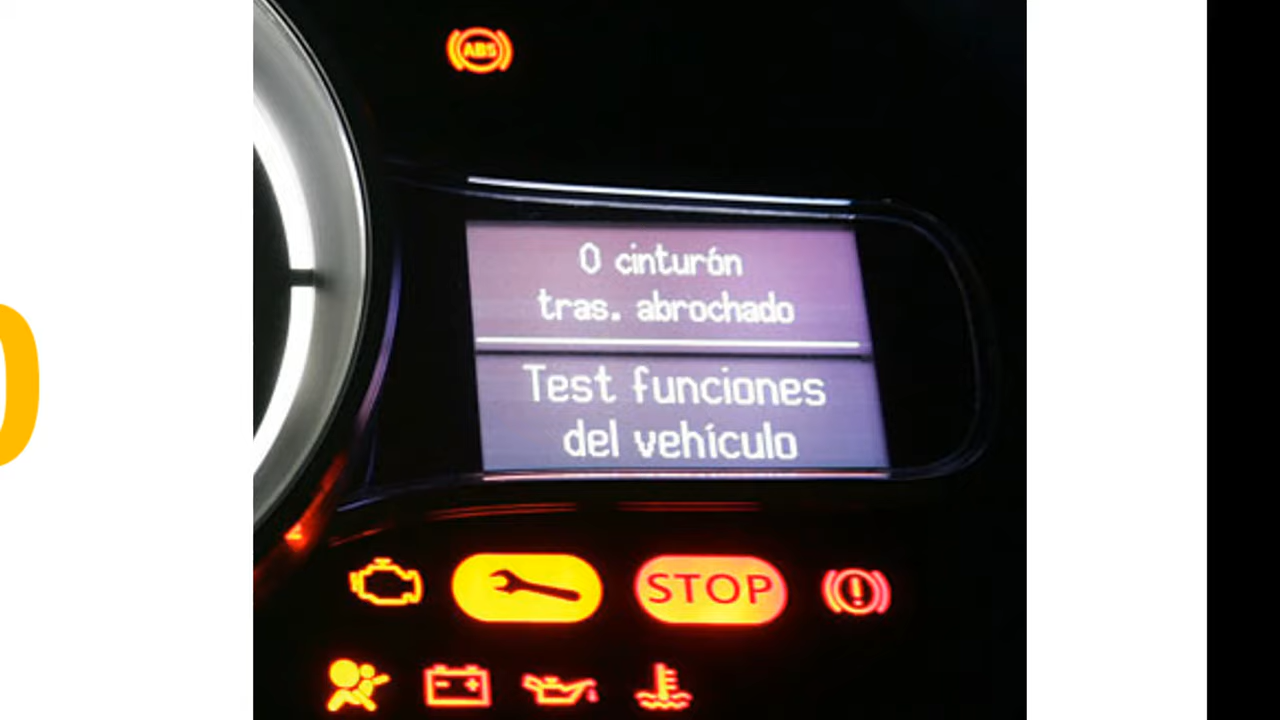 ABS
0 cinturón
tras. abrochado
Test funciones
del vehículo
STOP